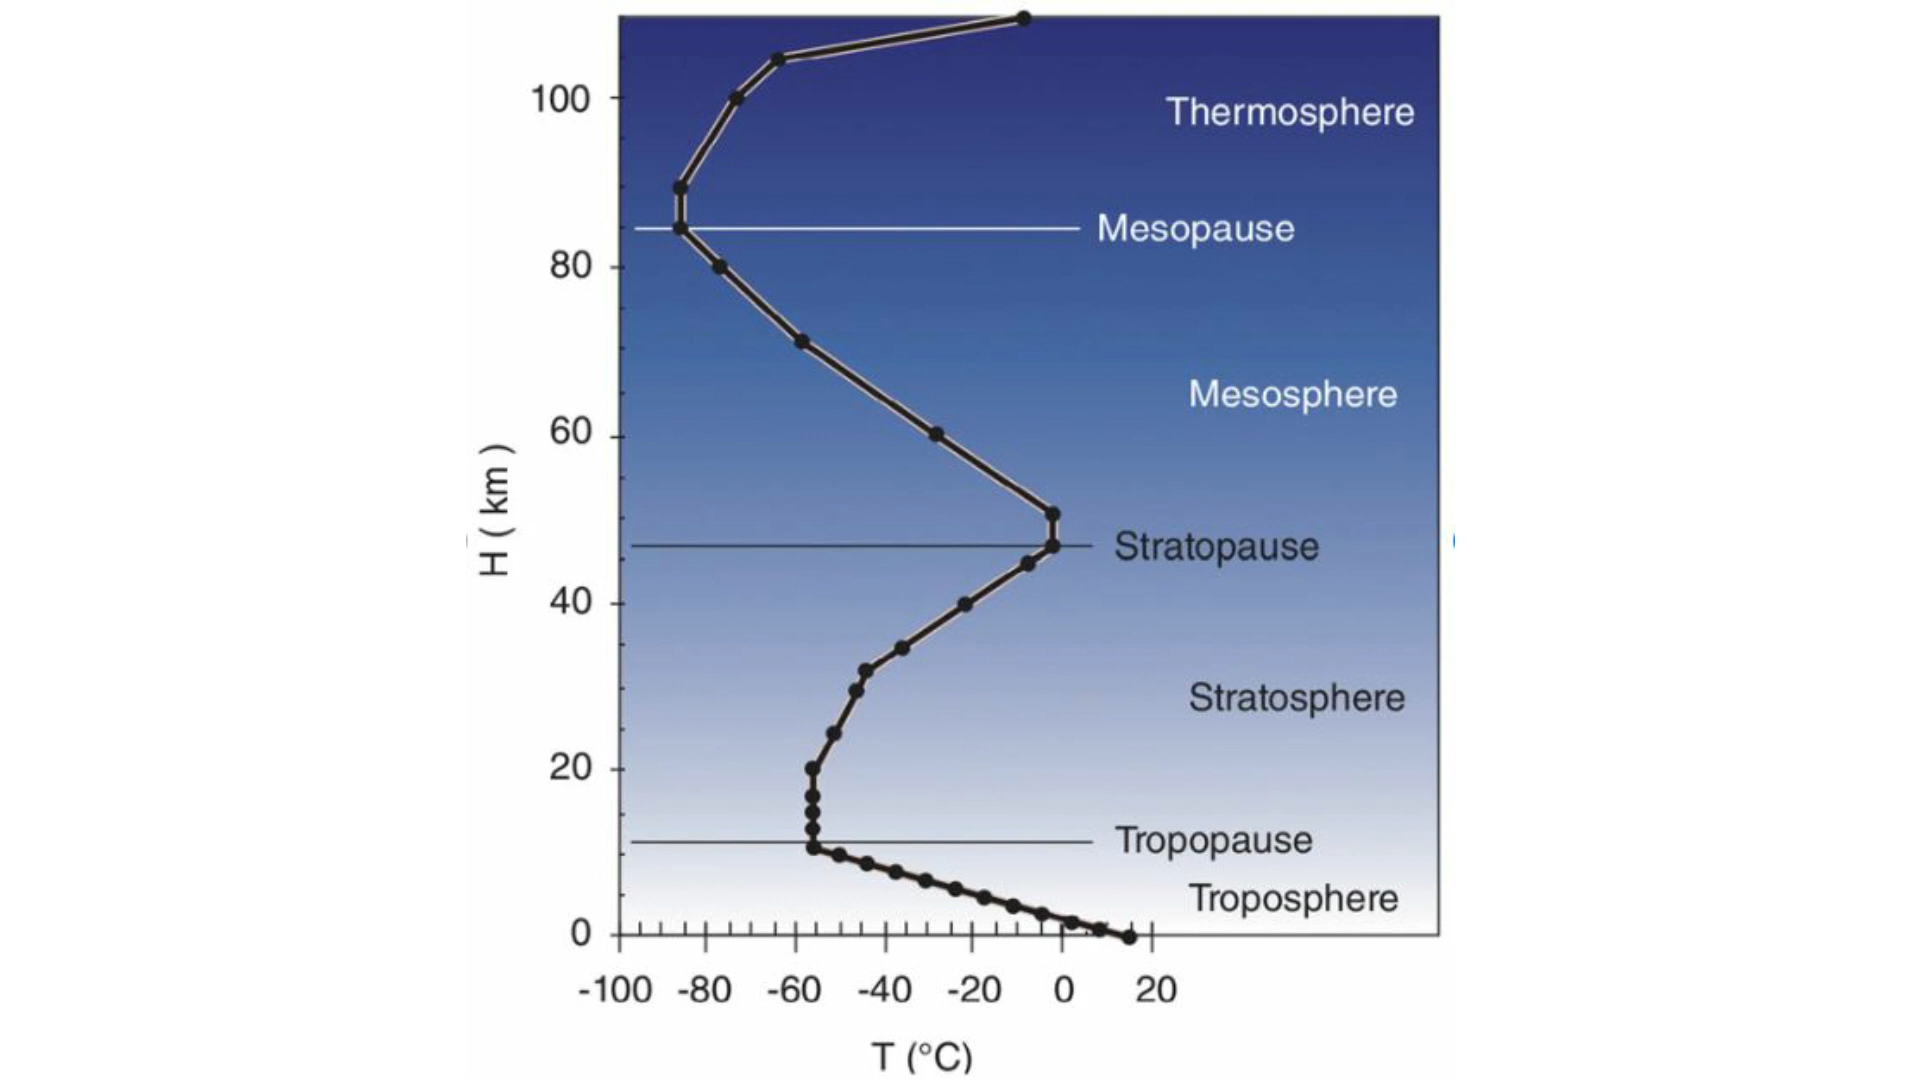 100
Thermosphere
Mesopause
80
Mesosphere
60
H ( km )
Stratopause
40
Stratosphere
20
Tropopause
Troposphere
0
-100 -80 -60 -40 -20 0 20
T (°C)